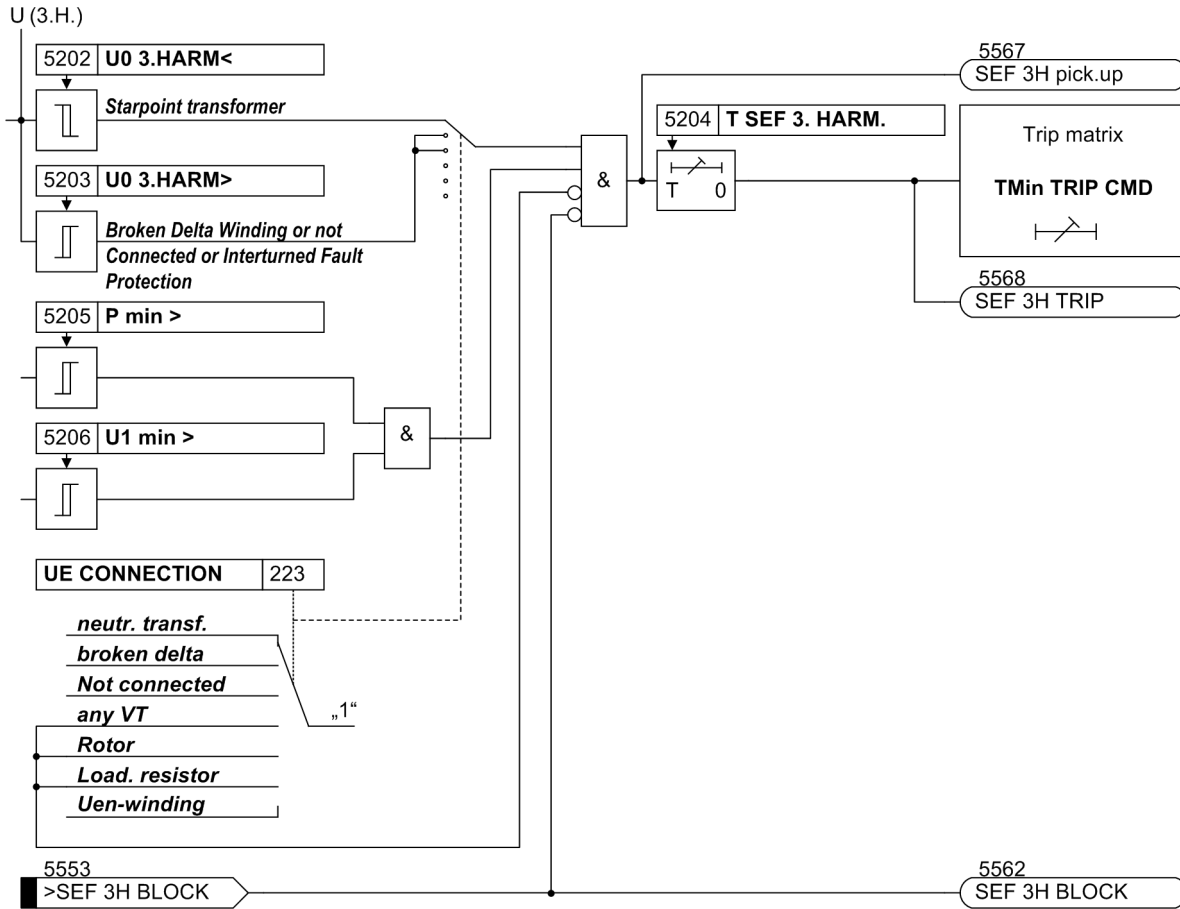 U (3.H.)
5202 U0 3.HARM<
Starpoint transformer
5203 U0 3.HARM>
Broken Delta Winding or not
Connected or Interturned Fault
Protection
5205 P min >
5206 U1 min >
&
&
5204 T SEF 3. HARM.
T 0
5567
SEF 3H pick.up
Trip matrix
TMin TRIP CMD
5568
SEF 3H TRIP
UE CONNECTION 223
neutr. transf.
broken delta
Not connected
any VT
„1“
Rotor
Load. resistor
Uen-winding
5553
>SEF 3H BLOCK
5562
SEF 3H BLOCK